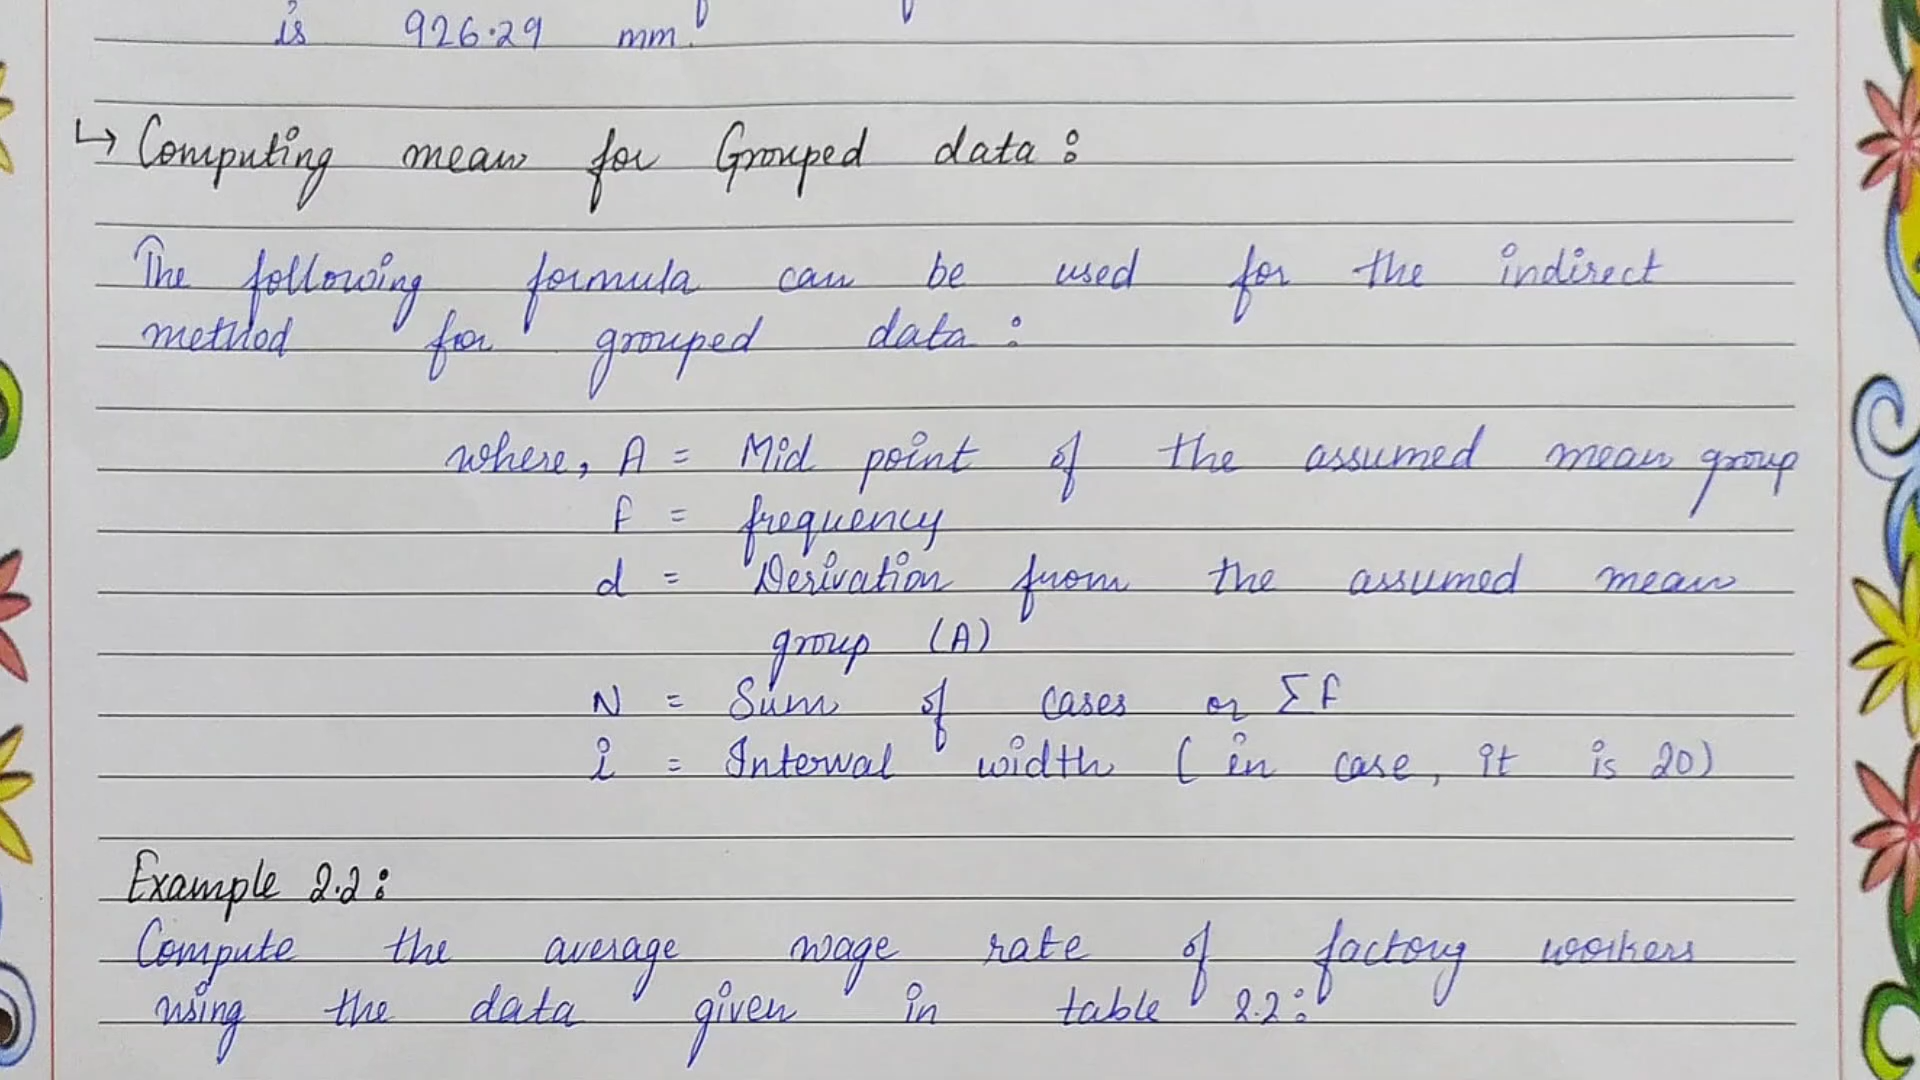 is 926.29 mm.
↳ Computing mean for Grouped data :
The following formula can be used for the indirect
method for grouped data :
where, A = Mid point of the assumed mean group
f = frequency
d = Derivation from the assumed mean
group (A)
N = Sum of cases or Σf
i = Interval width ( in case, it is 20)
Example 2.2 :
Compute the average wage rate of factory workers
using the data given in table 2.2 :